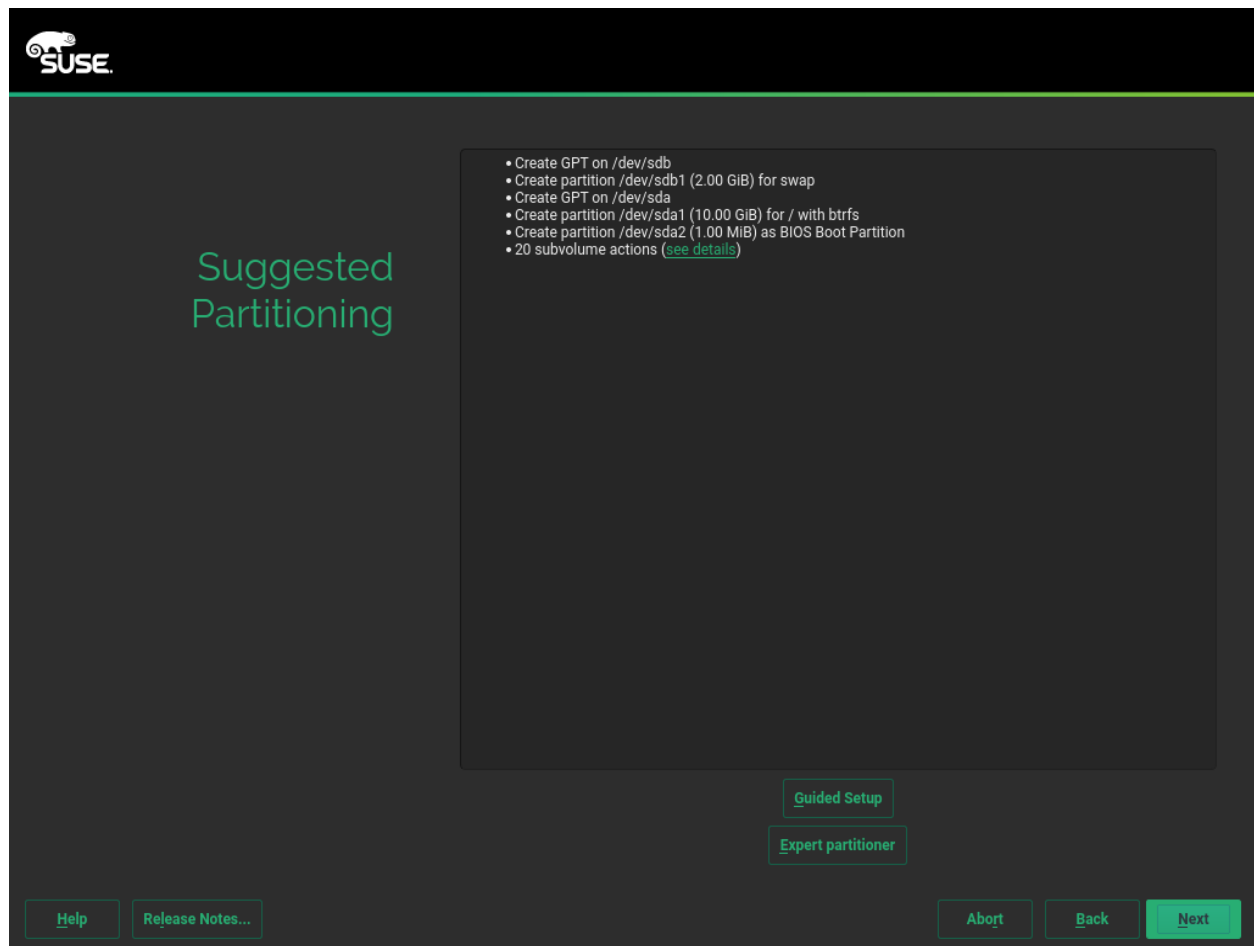 SUSE.
Suggested
Partitioning
• Create GPT on /dev/sdb
• Create partition /dev/sdb1 (2.00 GiB) for swap
• Create GPT on /dev/sda
• Create partition /dev/sda1 (10.00 GiB) for / with btrfs
• Create partition /dev/sda2 (1.00 MiB) as BIOS Boot Partition
• 20 subvolume actions (see details)
Guided Setup
Expert partitioner
Help Release Notes... Abort Back Next